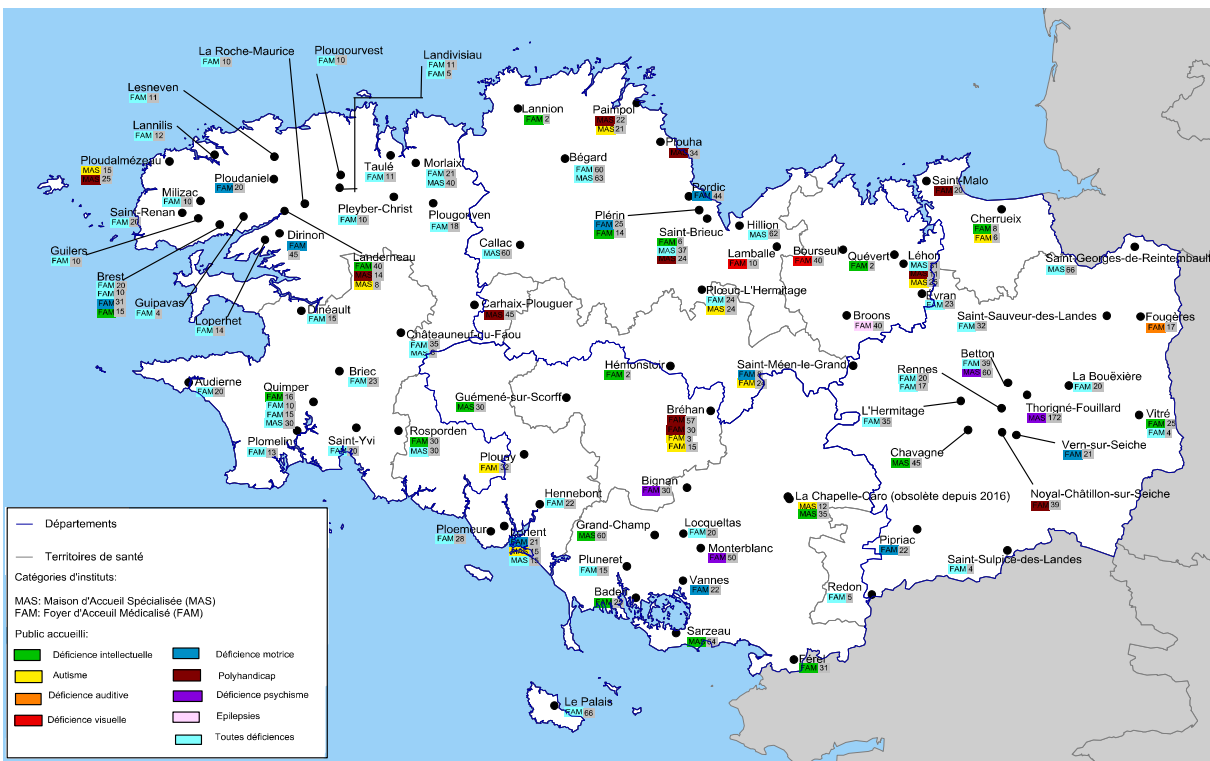 La Roche-Maurice
FAM 10
Plougourvest
FAM 10
Landivisiau
FAM 11
FAM 5
Lesneven
FAM 11
Lannilis
FAM 12
Ploudalmézeau
MAS 15
MAS 25
Ploudaniel
FAM 20
Milizac
FAM 10
Saint-Renan
FAM 20
Guilers
FAM 10
Brest
FAM 20
FAM 10
FAM 31
FAM 15
Guipavas
FAM 4
Loperhet
FAM 14
Dirinon
FAM
45
Landerneau
FAM 40
MAS 14
MAS 8
Taulé
FAM 11
Morlaix
FAM 21
MAS 40
Pleyber-Christ
FAM 10
Plougonven
FAM 18
Dinéault
FAM 15
Carhaix-Plouguer
MAS 45
Châteauneuf-du-Faou
FAM 35
MAS
Briec
FAM 23
Audierne
FAM 20
Quimper
FAM 16
FAM 10
FAM 15
MAS 30
Plomelin
FAM 13
Saint-Yvi
FAM
Rosporden
FAM 30
MAS 30
Lannion
FAM 2
Paimpol
MAS 22
MAS 21
Plouha
MAS 34
Bégard
FAM 60
MAS 63
Pordic
FAM 44
Plérin
FAM 25
FAM 14
Saint-Brieuc
FAM 6
MAS 37
MAS 24
Callac
MAS 60
Hillion
MAS 62
Lamballe
FAM 10
Bourseul
FAM 40
Quévert
FAM 2
Léhon
MAS
MAS
Evran
FAM 23
Plœuc-L'Hermitage
FAM 24
MAS 24
Broons
FAM 40
Saint-Malo
FAM 20
Cherrueix
FAM 8
FAM 6
Saint-Georges-de-Reintembault
MAS 66
Saint-Sauveur-des-Landes
FAM 32
Fougères
FAM 17
Betton
FAM 39
MAS 60
La Bouëxière
FAM 20
Rennes
FAM 20
FAM 17
Saint-Méen-le-Grand
FAM
FAM 24
L'Hermitage
FAM 35
Thorigné-Fouillard
MAS 172
Vitré
FAM 25
FAM 4
Vern-sur-Seiche
FAM 21
Chavagne
MAS 45
Noyal-Châtillon-sur-Seiche
FAM 39
Pipriac
FAM 22
Saint-Sulpice-des-Landes
FAM 4
Redon
FAM 5
Hémonstoir
FAM 2
Guémené-sur-Scorff
MAS 30
Bréhan
FAM 57
FAM 30
FAM 3
FAM 15
Plouay
FAM 32
Bignan
FAM 30
La Chapelle-Caro (obsolète depuis 2016)
MAS 12
MAS 35
Hennebont
FAM 22
Ploemeur
FAM 28
Lorient
FAM 21
MAS 15
MAS 15
Grand-Champ
MAS 60
Locqueltas
FAM 20
Monterblanc
FAM 50
Pluneret
FAM 15
Vannes
FAM 22
Baden
FAM
Sarzeau
MAS 64
Férel
FAM 31
Le Palais
FAM 66
Départements
Territoires de santé
Catégories d'instituts:
MAS: Maison d'Accueil Spécialisée (MAS)
FAM: Foyer d'Acceuil Médicalisé (FAM)
Public accueilli:
Déficience intellectuelle
Déficience motrice
Autisme
Polyhandicap
Déficience auditive
Déficience psychisme
Déficience visuelle
Epilepsies
Toutes déficiences